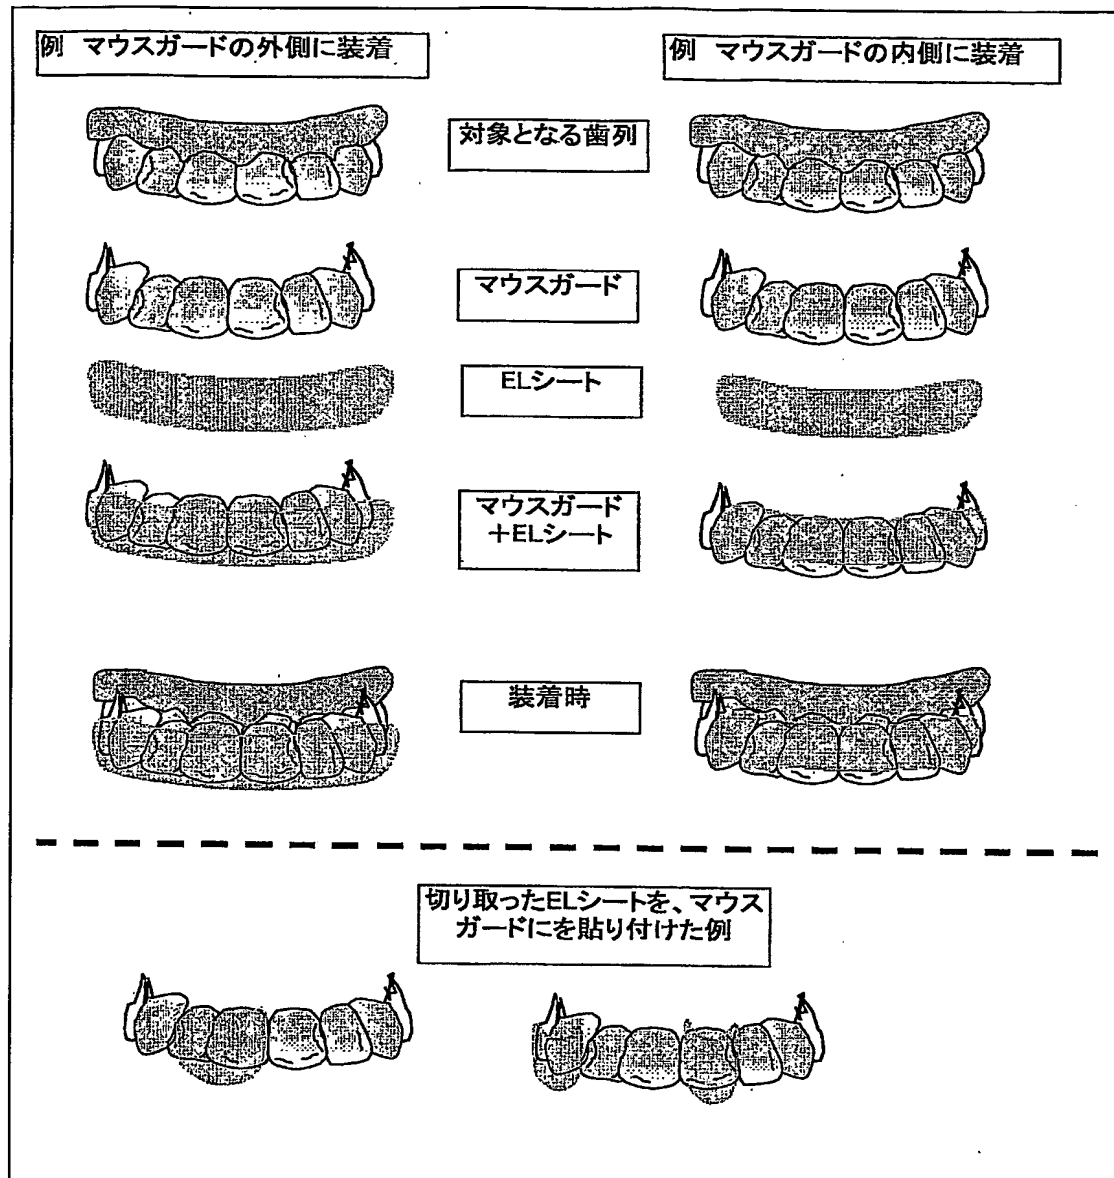 例 マウスガードの外側に装着
例 マウスガードの内側に装着
対象となる歯列
マウスガード
ELシート
マウスガード
+ELシート
装着時
切り取ったELシートを、マウス
ガードにを貼り付けた例